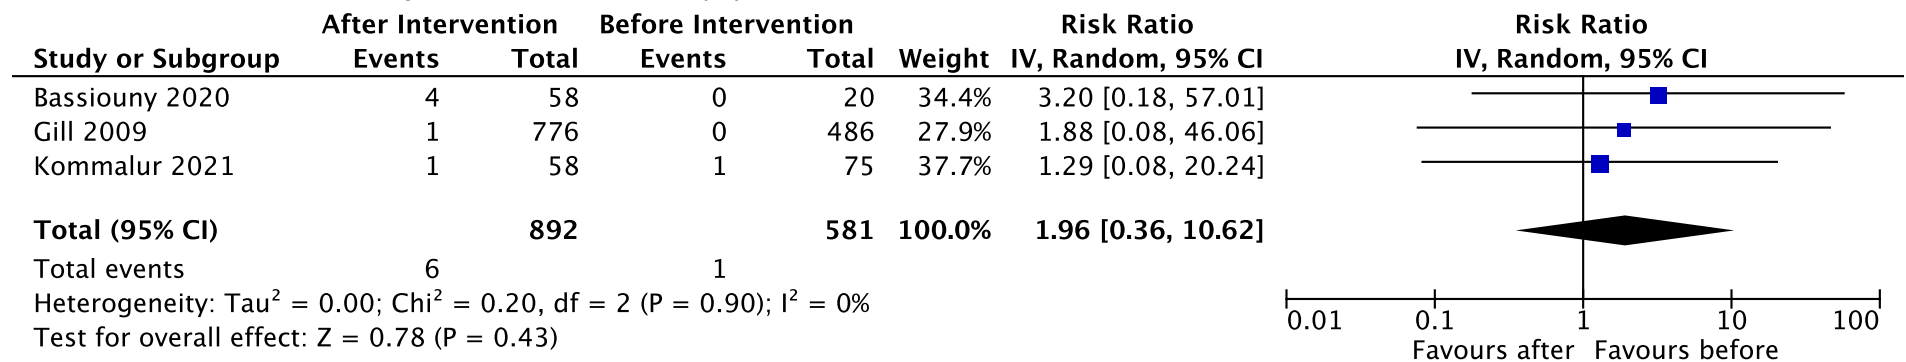 After Intervention Before Intervention Risk Ratio Risk Ratio
Study or Subgroup Events Total Events Total Weight IV, Random, 95% CI IV, Random, 95% CI
Bassiouny 2020 4 58 0 20 34.4% 3.20 [0.18, 57.01]
Gill 2009 1 776 0 486 27.9% 1.88 [0.08, 46.06]
Kommalur 2021 1 58 1 75 37.7% 1.29 [0.08, 20.24]
Total (95% CI) 892 581 100.0% 1.96 [0.36, 10.62]
Total events 6 1
Heterogeneity: Tau² = 0.00; Chi² = 0.20, df = 2 (P = 0.90); I² = 0%
Test for overall effect: Z = 0.78 (P = 0.43)
0.01 0.1 1 10 100
Favours after Favours before